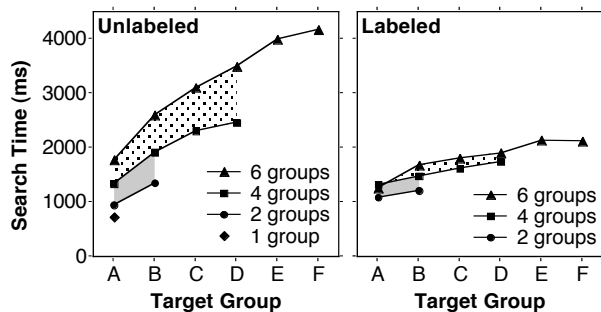 Unlabeled
Labeled
Search Time (ms)
4000
3000
2000
1000
0
6 groups
4 groups
2 groups
1 group
6 groups
4 groups
2 groups
A B C D E F
A B C D E F
Target Group
Target Group